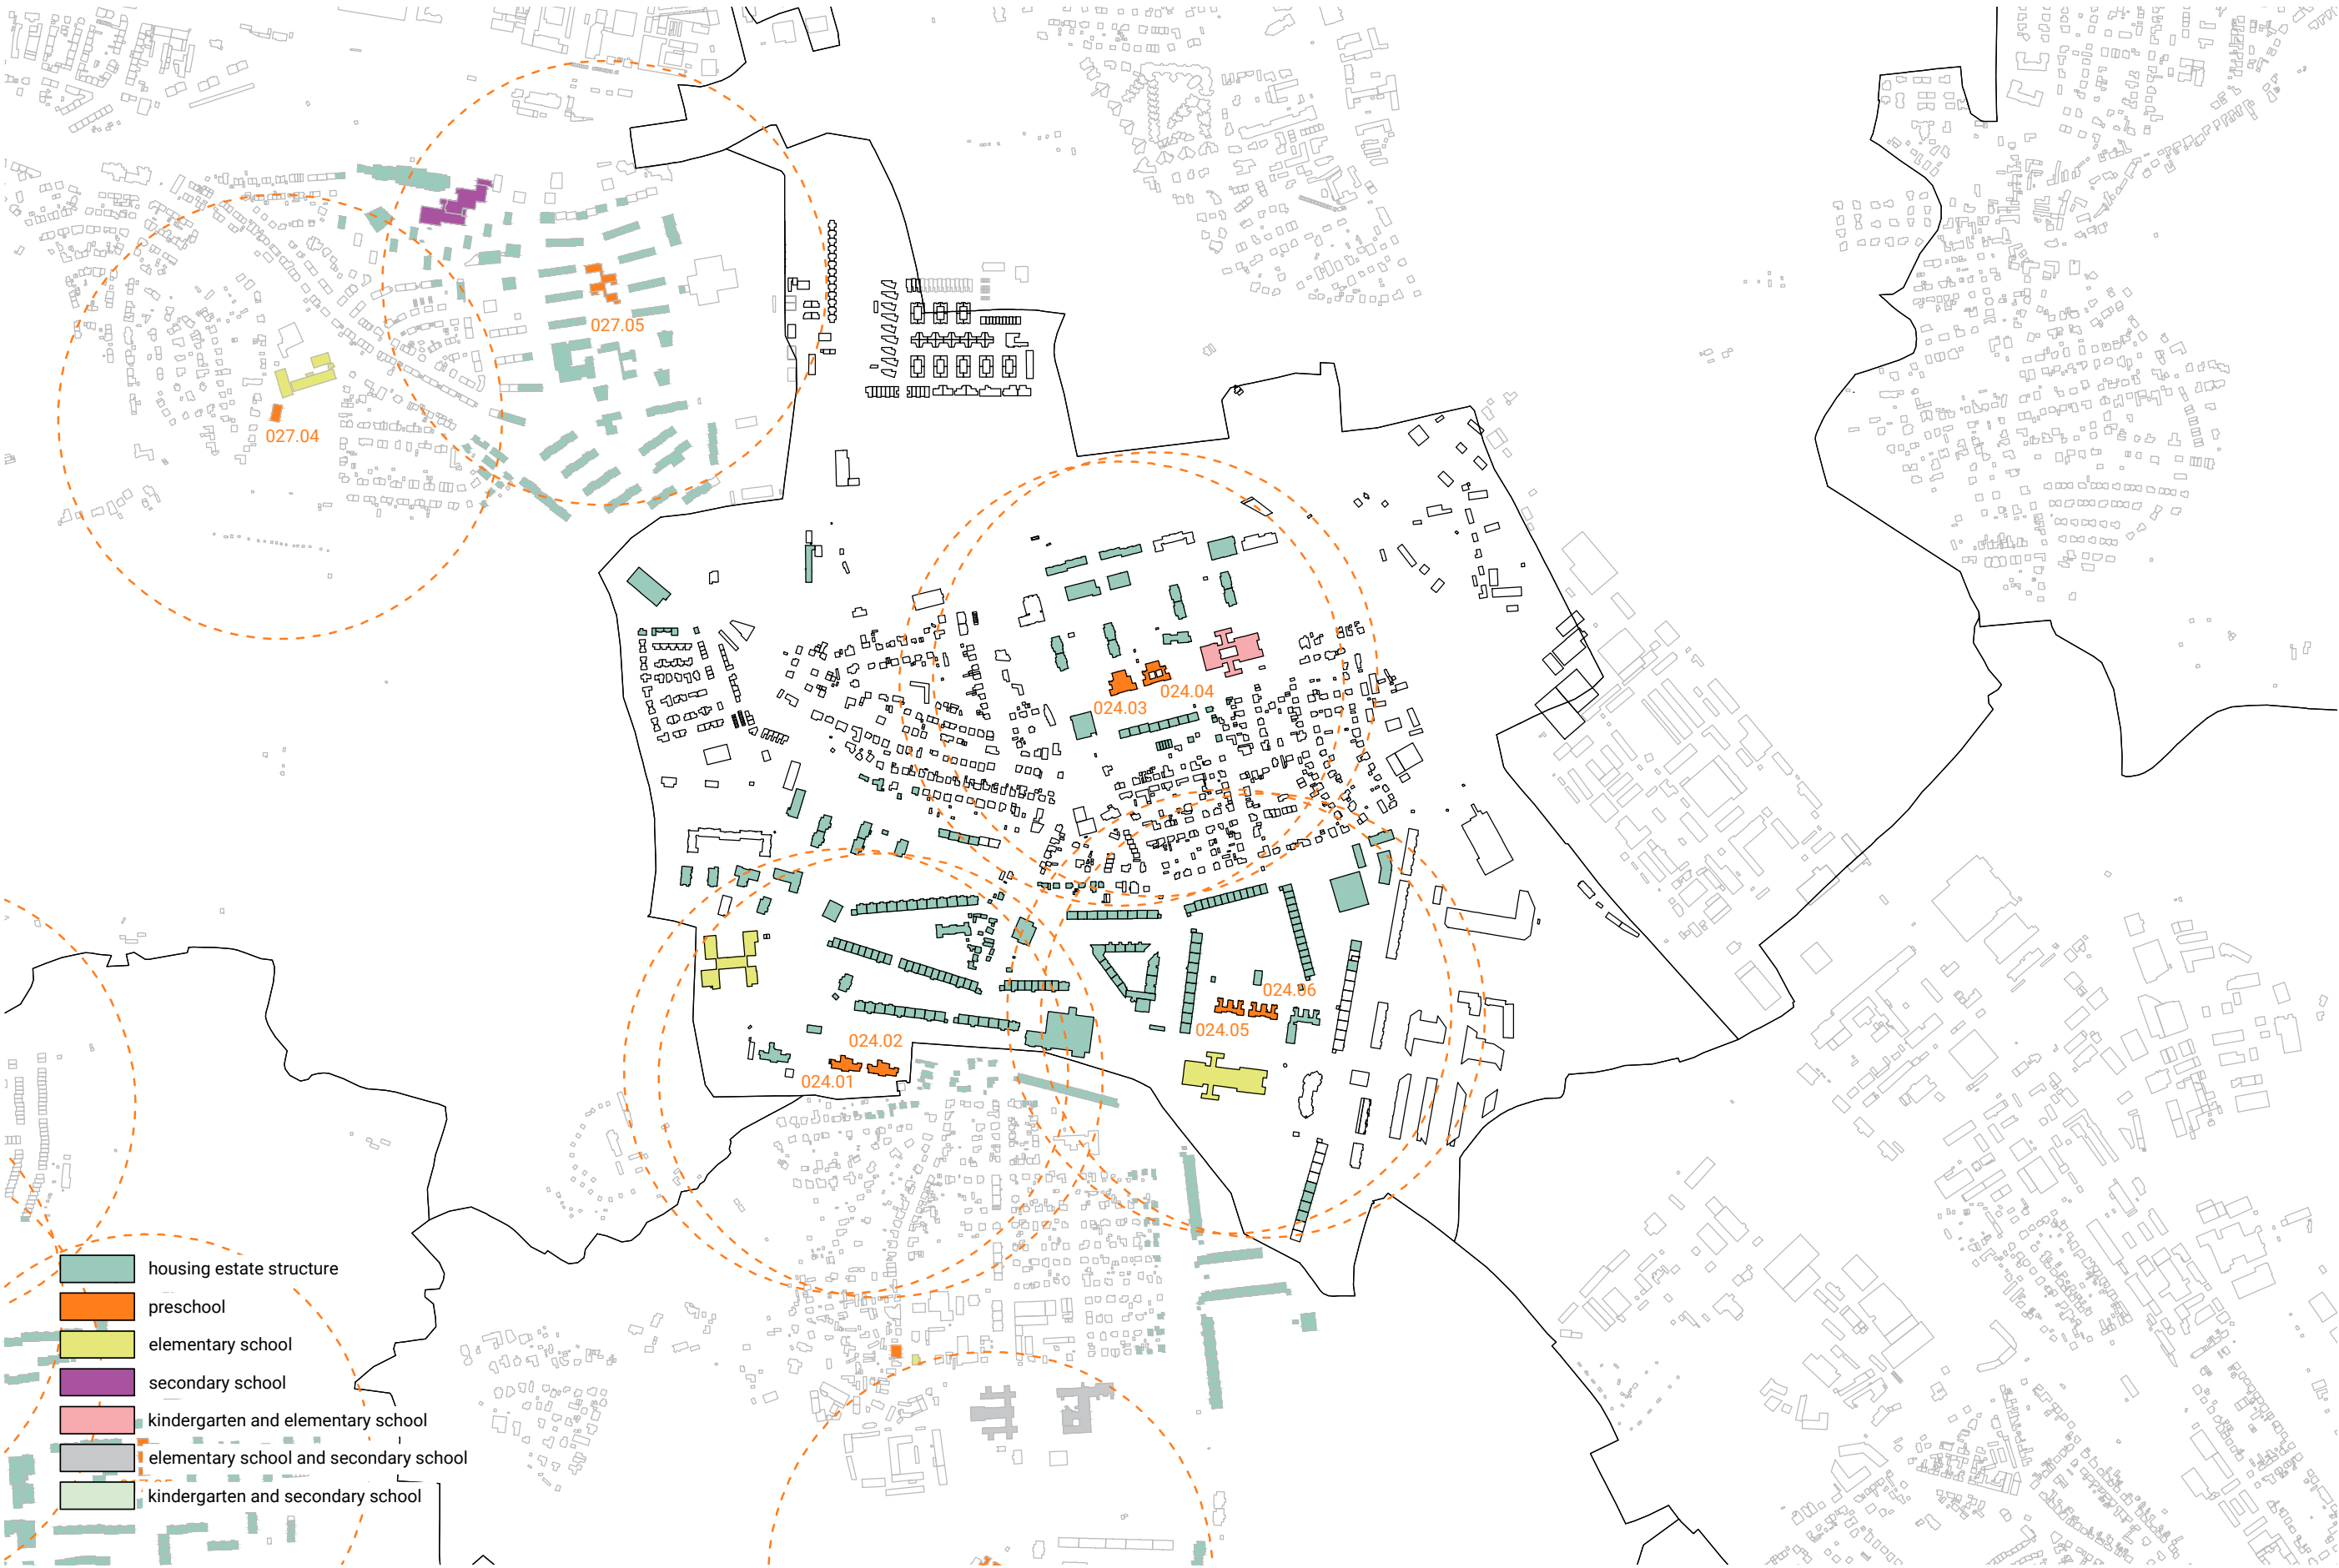 027.05
027.04
024.04
024.03
024.06
024.05
024.02
024.01
housing estate structure
preschool
elementary school
secondary school
kindergarten and elementary school
elementary school and secondary school
kindergarten and secondary school